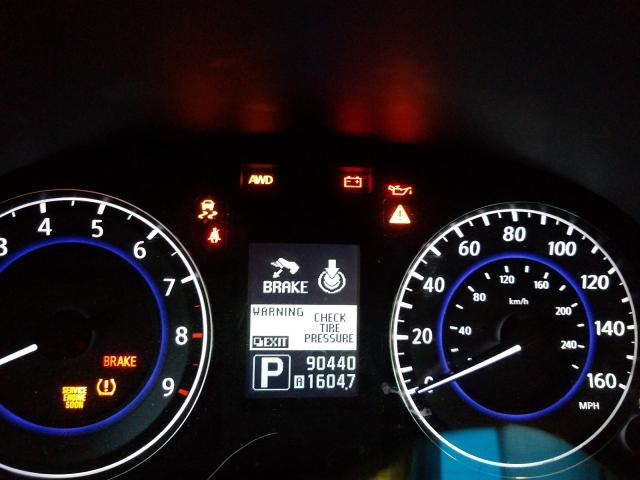 AWD
3
4
5
6
7
8
9
BRAKE
SERVICE
ENGINE
SOON
BRAKE
WARNING
CHECK
TIRE
PRESSURE
EXIT
P
90440
A 1604.7
0
20
40
60
80
100
120
140
160
MPH
40
80
120
160
200
240
km/h